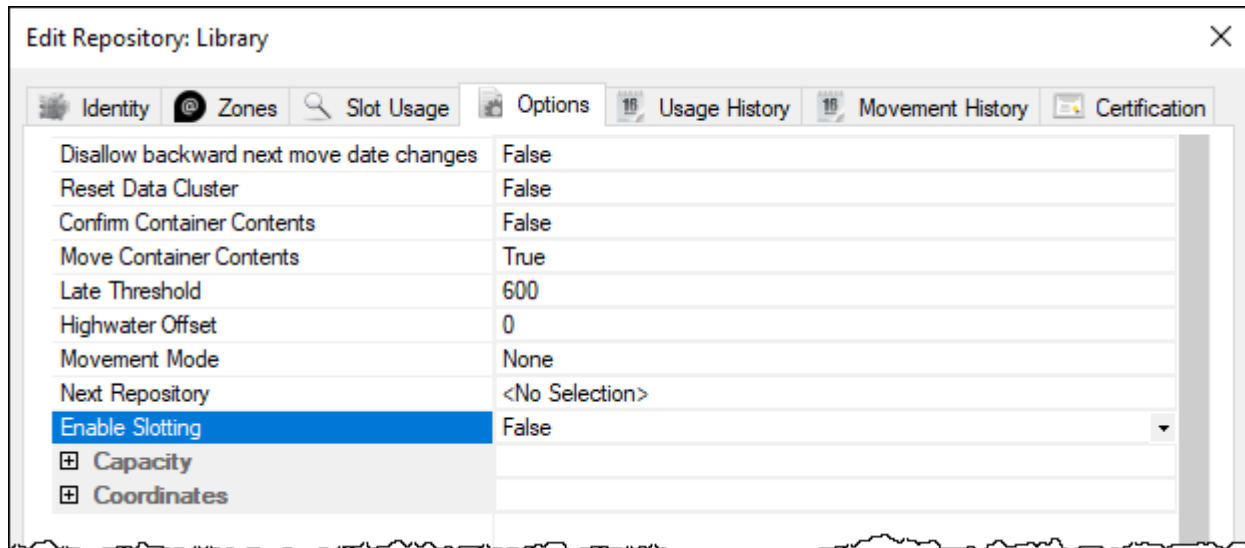 Edit Repository: Library
Identity Zones Slot Usage Options Usage History Movement History Certification
Disallow backward next move date changes False
Reset Data Cluster False
Confirm Container Contents False
Move Container Contents True
Late Threshold 600
Highwater Offset 0
Movement Mode None
Next Repository <No Selection>
Enable Slotting False
Capacity
Coordinates